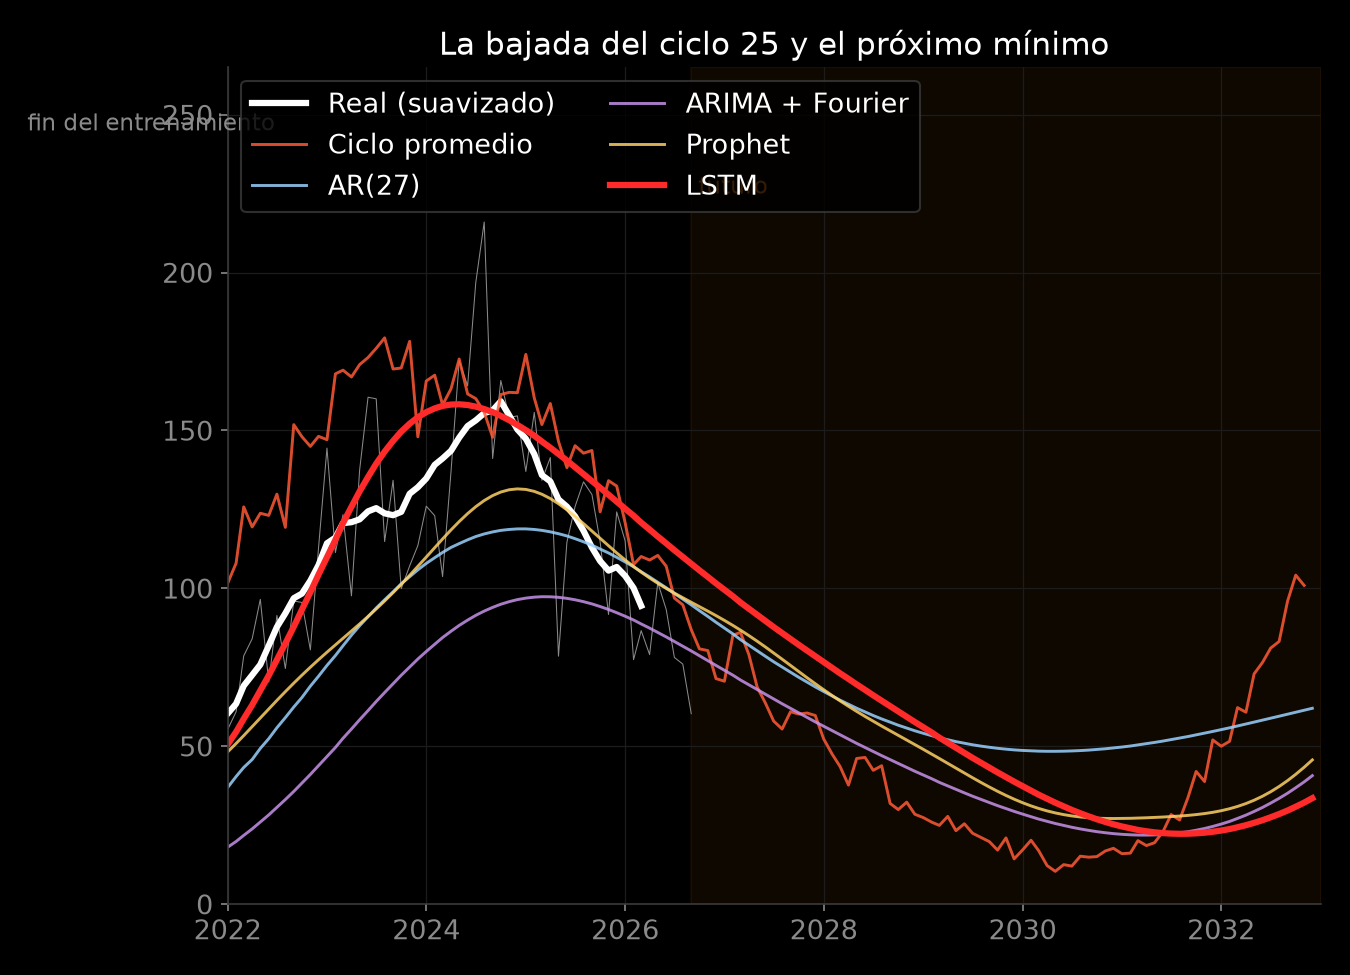 La bajada del ciclo 25 y el próximo mínimo
250
fin del entrenamiento
Real (suavizado)
Ciclo promedio
AR(27)
ARIMA + Fourier
Prophet
LSTM
200
150
100
50
0
2022
2024
2026
2028
2030
2032